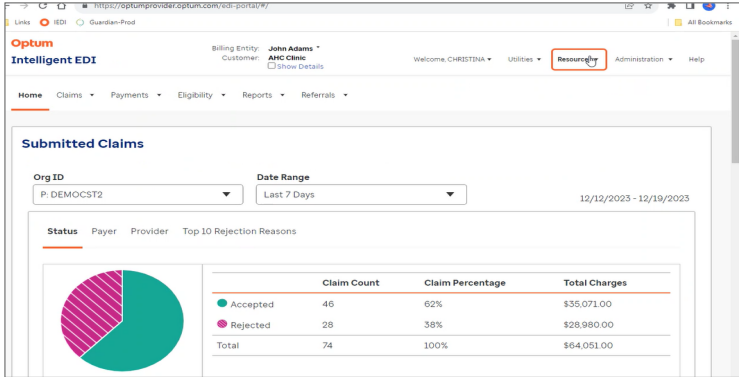 https://optumprovider.optum.com/edi-portal/#/
Links IEDI Guardian-Prod All Bookmarks
Optum
Intelligent EDI
Billing Entity: John Adams
Customer: AHC Clinic
Show Details
Welcome, CHRISTINA Utilities Resources Administration Help
Home Claims Payments Eligibility Reports Referrals
Submitted Claims
Org ID Date Range
P: DEMOCST2 Last 7 Days 12/12/2023 - 12/19/2023
Status Payer Provider Top 10 Rejection Reasons
Claim Count Claim Percentage Total Charges
Accepted 46 62% $35,071.00
Rejected 28 38% $28,980.00
Total 74 100% $64,051.00